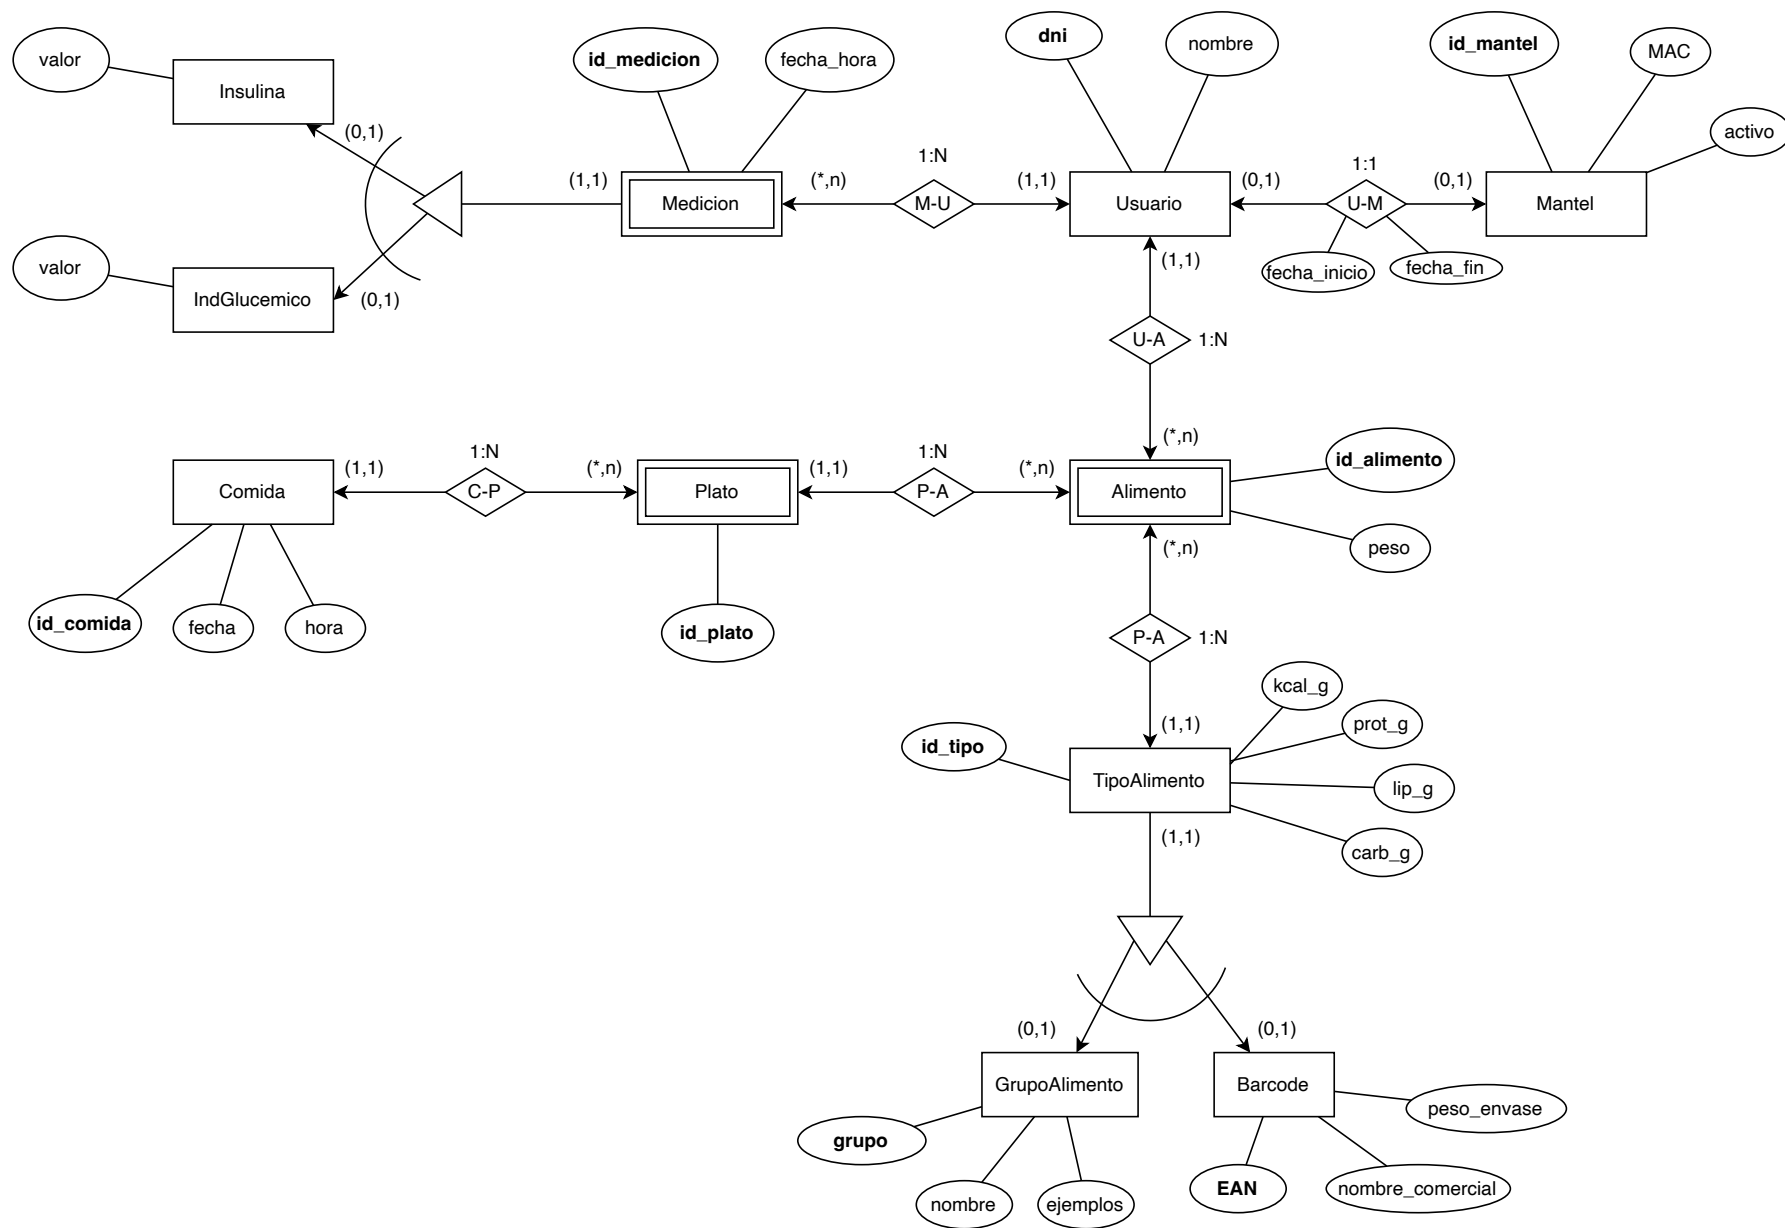 dni
nombre
id_mantel
MAC
id_medicion
fecha_hora
valor
Insulina
activo
(0,1)
1:N
1:1
(1,1)
(*,n)
(1,1)
(0,1)
(0,1)
Medicion
M-U
Usuario
U-M
Mantel
valor
(1,1)
fecha_inicio
fecha_fin
IndGlucemico
(0,1)
U-A
1:N
(*,n)
1:N
1:N
id_alimento
(1,1)
(*,n)
(1,1)
(*,n)
Comida
C-P
Plato
P-A
Alimento
(*,n)
peso
id_comida
fecha
hora
id_plato
P-A
1:N
kcal_g
(1,1)
prot_g
id_tipo
TipoAlimento
lip_g
(1,1)
carb_g
(0,1)
(0,1)
GrupoAlimento
Barcode
peso_envase
grupo
nombre
ejemplos
EAN
nombre_comercial